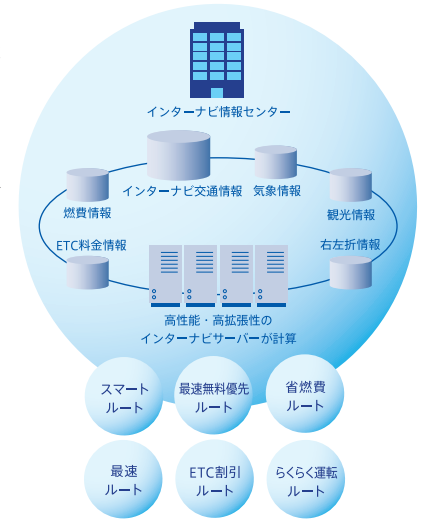 インターナビ情報センター
インターナビ交通情報
気象情報
燃費情報
観光情報
ETC料金情報
右左折情報
高性能・高拡張性の
インターナビサーバーが計算
スマート
ルート
最速無料優先
ルート
省燃費
ルート
最速
ルート
ETC割引
ルート
らくらく運転
ルート